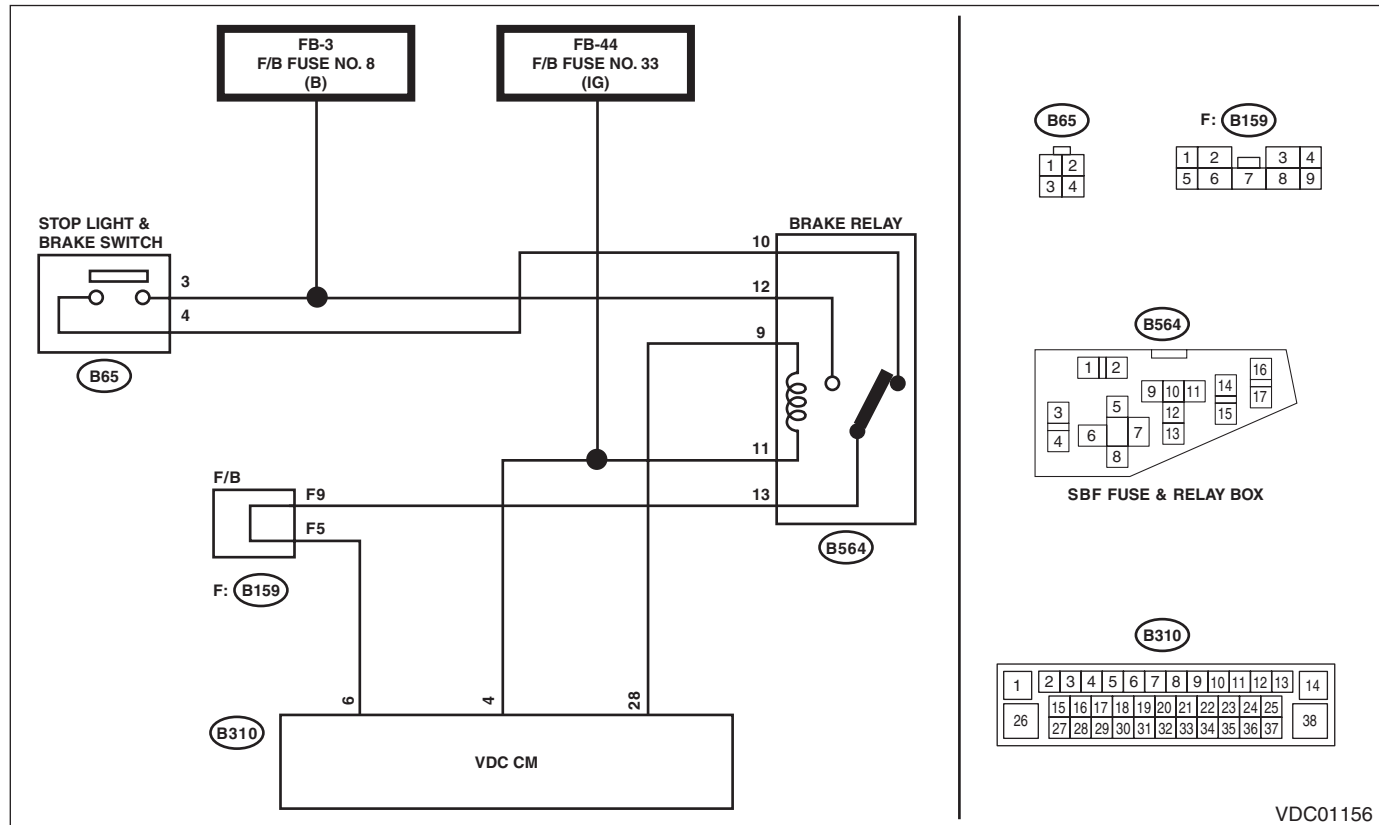 FB-3
F/B FUSE NO. 8
(B)
FB-44
F/B FUSE NO. 33
(IG)
STOP LIGHT &
BRAKE SWITCH
3
4
B65
BRAKE RELAY
10
12
9
11
13
B564
F/B
F9
F5
F: B159
6
4
28
B310
VDC CM
B65
1 2
3 4
F: B159
1 2 3 4
5 6 7 8 9
B564
1 2
3
4
5
6 7
8
9 10 11
12
13
14
15
16
17
SBF FUSE & RELAY BOX
B310
1 2 3 4 5 6 7 8 9 10 11 12 13 14
15 16 17 18 19 20 21 22 23 24 25
26 27 28 29 30 31 32 33 34 35 36 37 38
VDC01156